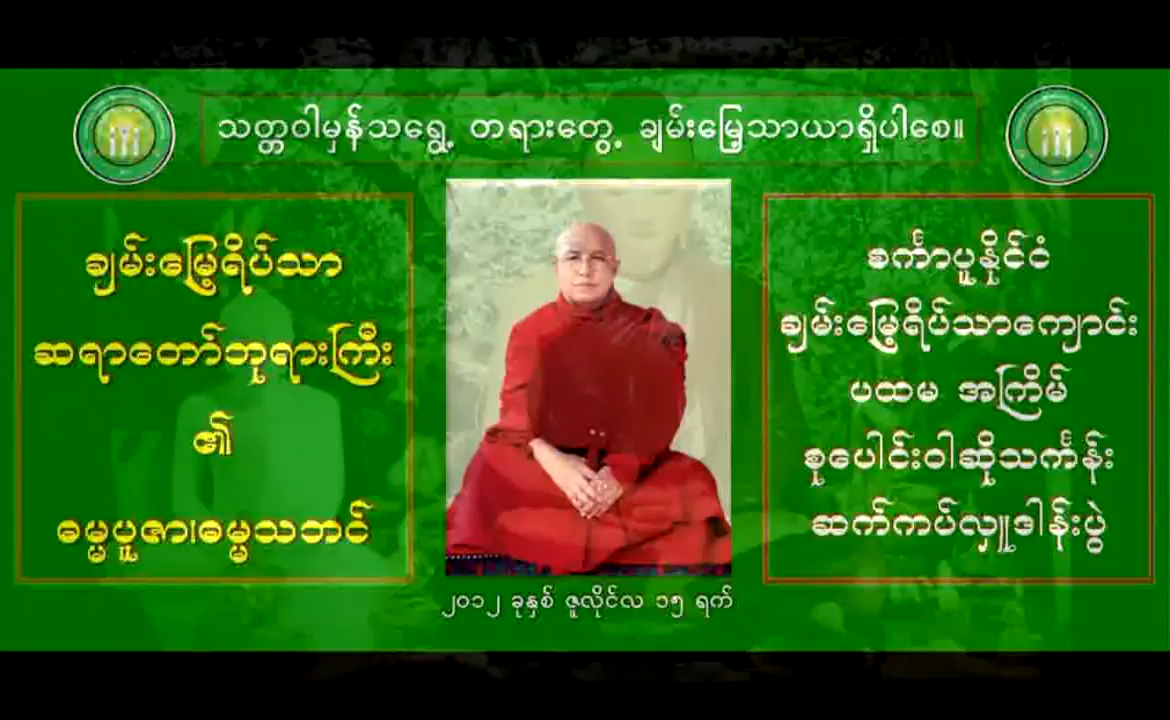 သတ္တဝါမှန်သရွေ့ တရားတွေ့ ချမ်းမြေ့သာယာရှိပါစေ။
ချမ်းမြေ့ရိပ်သာ
ဆရာတော်ဘုရားကြီး
၏
ဓမ္မပူဇာ၊ဓမ္မသဘင်
စင်္ကာပူနိုင်ငံ
ချမ်းမြေ့ရိပ်သာကျောင်း
ပထမ အကြိမ်
စုပေါင်းဝါဆိုသင်္ကန်း
ဆက်ကပ်လှူဒါန်းပွဲ
၂၀၁၂ ခုနှစ် ဇူလိုင်လ ၁၅ ရက်